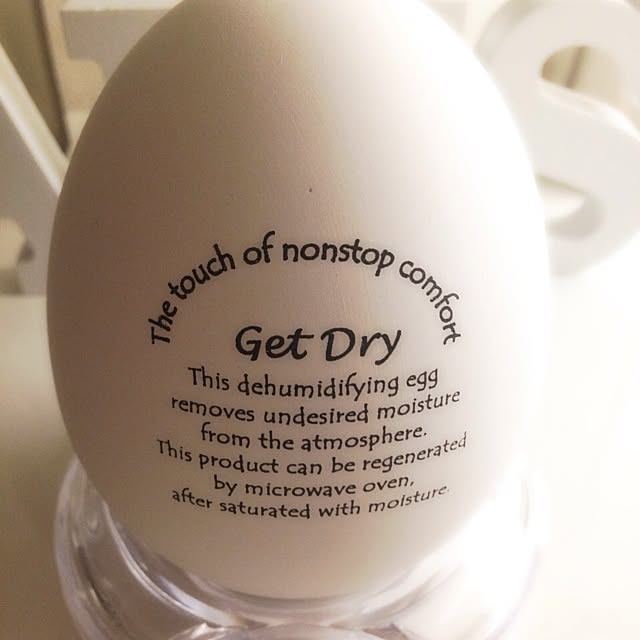 The touch of nonstop comfort
Get Dry
This dehumidifying egg
removes undesired moisture
from the atmosphere.
This product can be regenerated
by microwave oven,
after saturated with moisture.